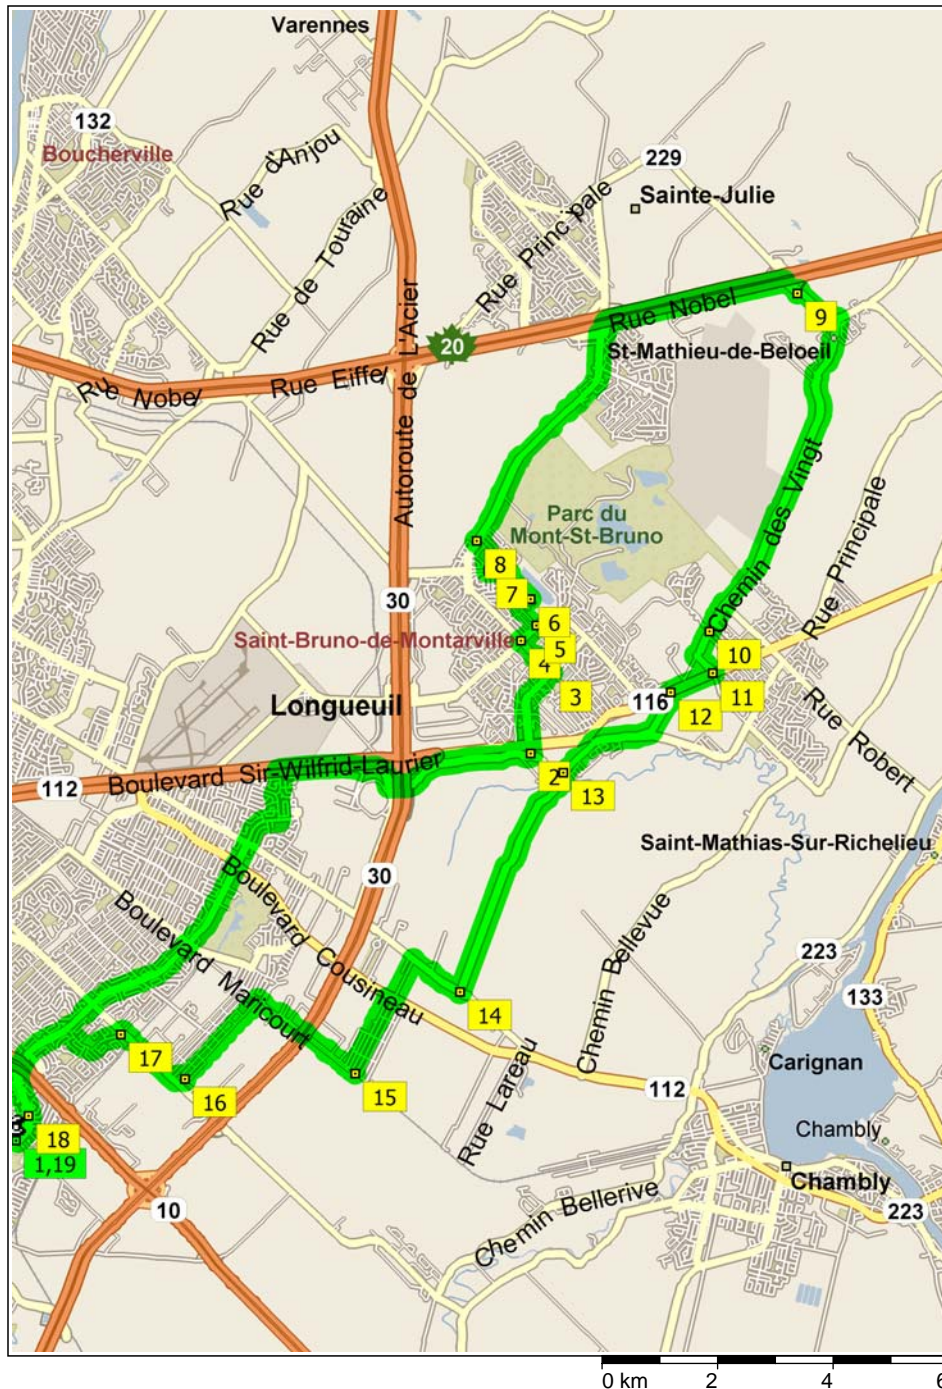 Varennes
132
Boucherville
Rue d'Anjou
229
Sainte-Julie
Rue Principale
Rue de Touraine
Autoroute de L'Acier
Rue Nobel
9
20
St-Mathieu-de-Beloeil
Rue Nobel
Rue Eiffel
Chemin des Vingt
Rue Principale
Parc du
Mont-St-Bruno
8
7
30
6
Saint-Bruno-de-Montarville
5
4
10
3
11
116
12
Longueuil
Rue Robert
Boulevard Sir-Wilfrid-Laurier
112
2
13
Saint-Mathias-Sur-Richelieu
30
Boulevard Cousineau
Boulevard Maricourt
Chemin Bellevue
223
133
14
17
Carignan
16
15
112
Rue Lareau
Chambly
18
1,19
Chambly
10
Chemin Bellerive
223
0 km
2
4
6